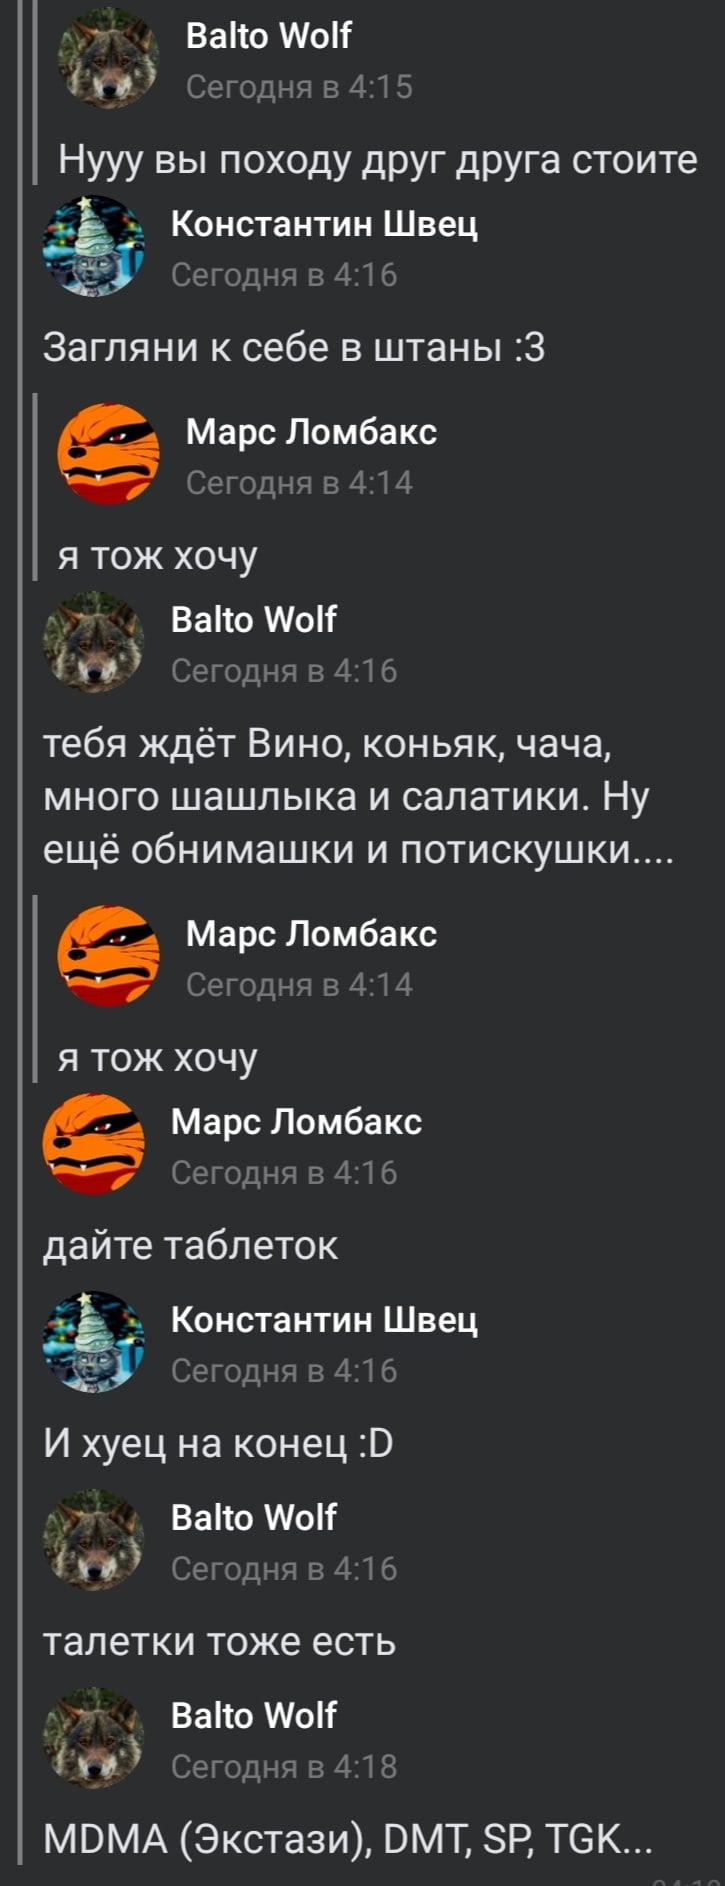 Balto Wolf
Сегодня в 4:15
Нууу вы походу друг друга стоите
Константин Швец
Сегодня в 4:16
Загляни к себе в штаны :3
Марс Ломбакс
Сегодня в 4:14
я тож хочу
Balto Wolf
Сегодня в 4:16
тебя ждёт Вино, коньяк, чача,
много шашлыка и салатики. Ну
ещё обнимашки и потискушки....
Марс Ломбакс
Сегодня в 4:14
я тож хочу
Марс Ломбакс
Сегодня в 4:16
дайте таблеток
Константин Швец
Сегодня в 4:16
И хуец на конец :D
Balto Wolf
Сегодня в 4:16
талетки тоже есть
Balto Wolf
Сегодня в 4:18
MDMA (Экстази), DMT, SP, TGK...